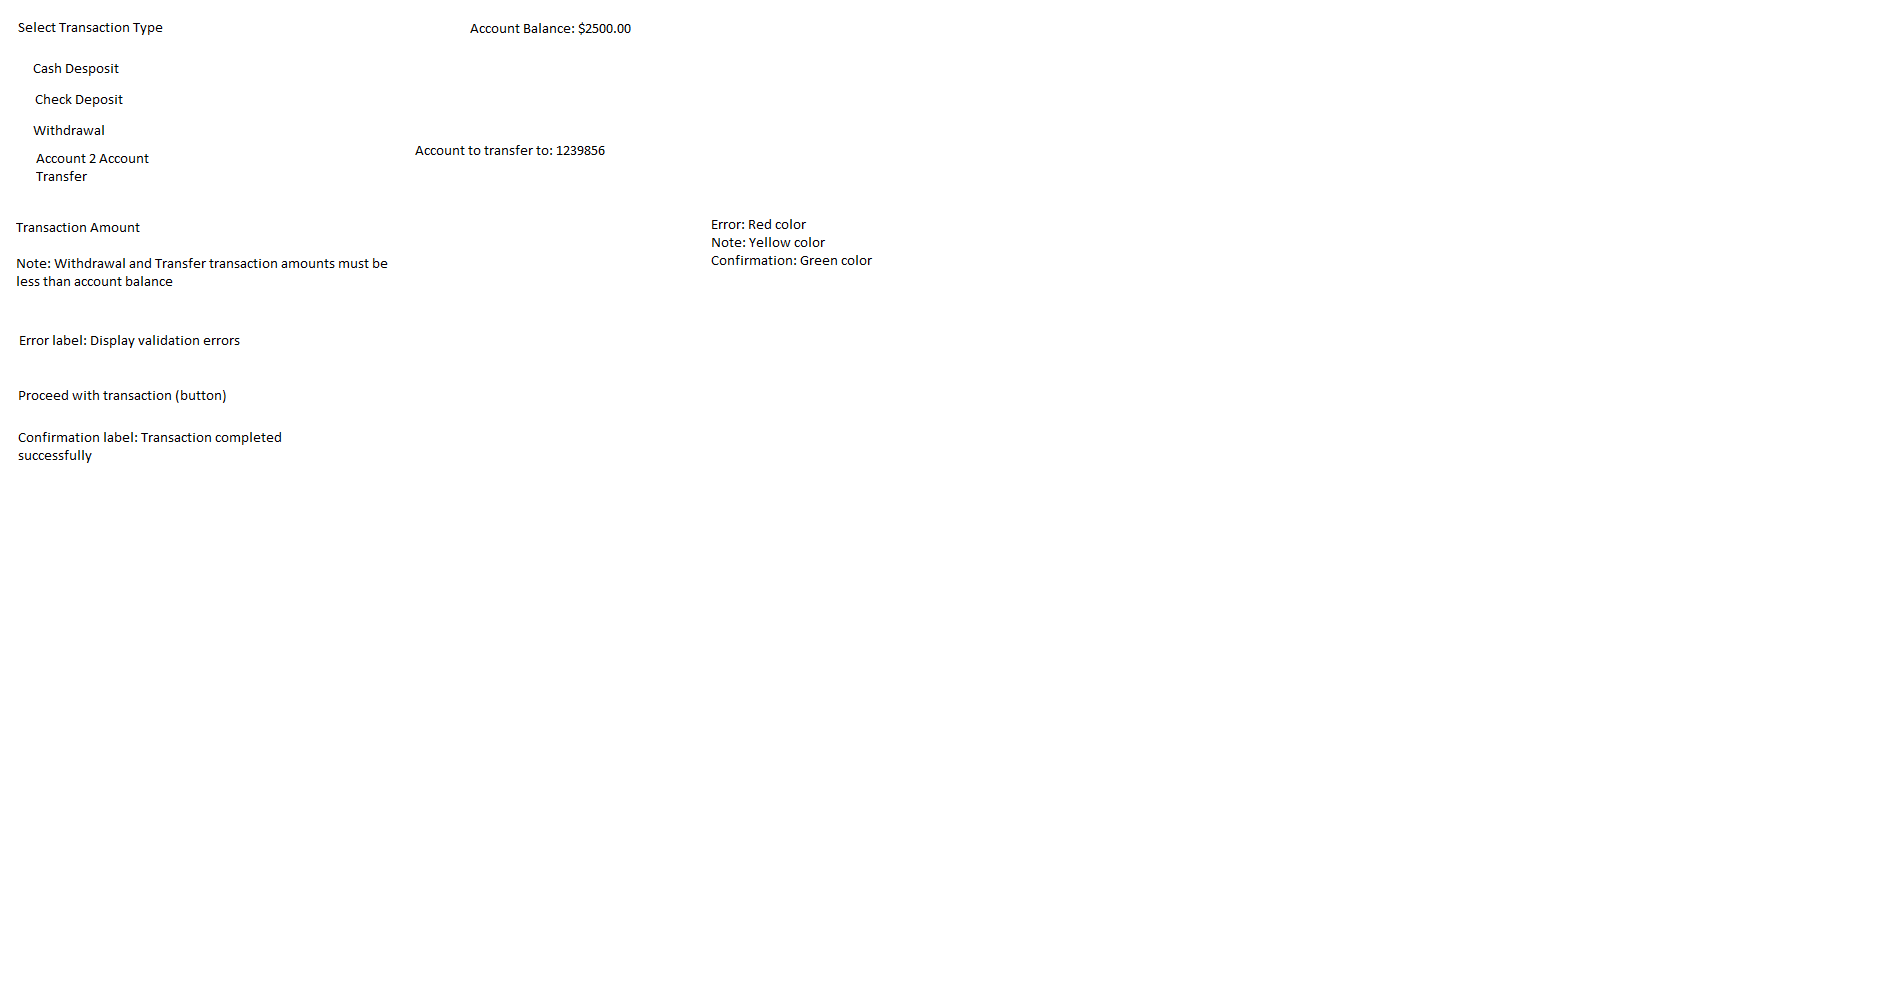 Select Transaction Type
Account Balance: $2500.00
Cash Desposit
Check Deposit
Withdrawal
Account 2 Account
Transfer
Account to transfer to: 1239856
Transaction Amount
Note: Withdrawal and Transfer transaction amounts must be
less than account balance
Error: Red color
Note: Yellow color
Confirmation: Green color
Error label: Display validation errors
Proceed with transaction (button)
Confirmation label: Transaction completed
successfully